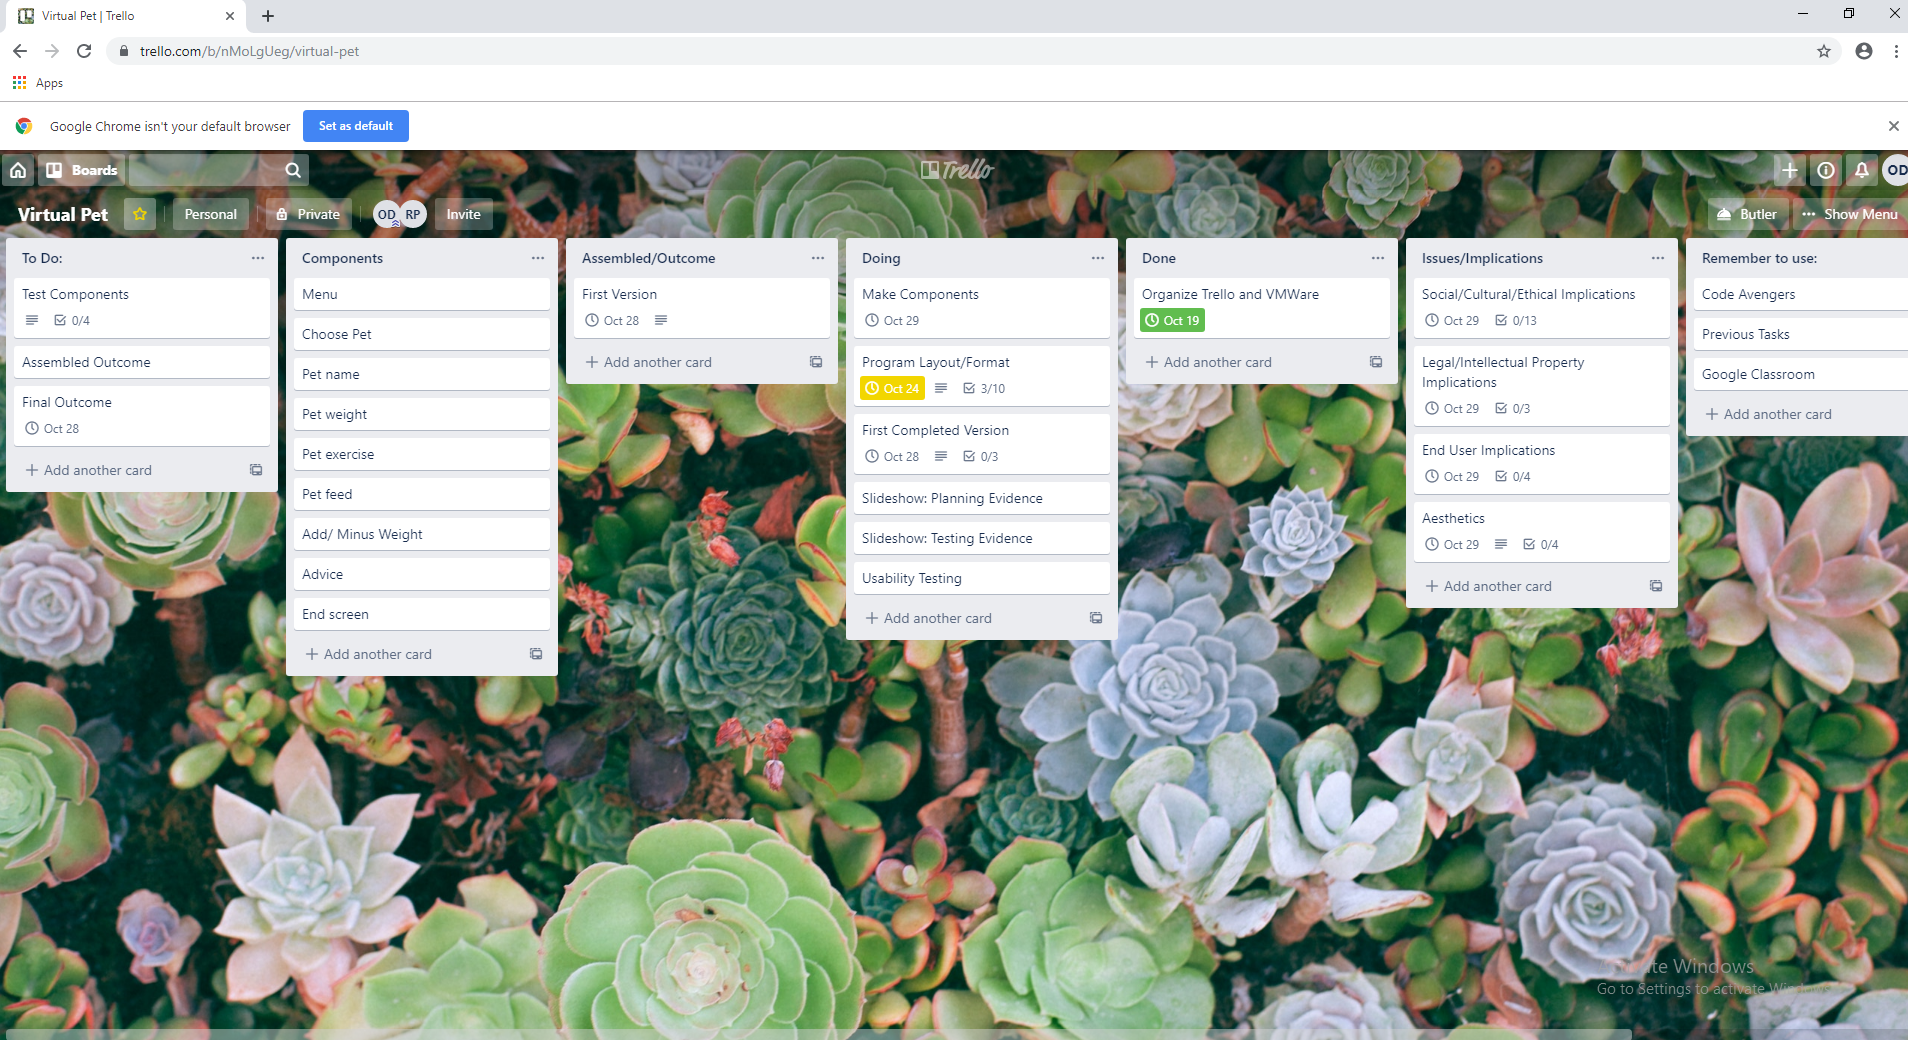 Virtual Pet | Trello
trello.com/b/nMoLgUeg/virtual-pet
Apps
Google Chrome isn't your default browser
Set as default
Boards
Trello
OD
Virtual Pet
Personal
Private
OD RP
Invite
Butler
Show Menu
To Do:
Test Components
0/4
Assembled Outcome
Final Outcome
Oct 28
Add another card
Components
Menu
Choose Pet
Pet name
Pet weight
Pet exercise
Pet feed
Add/ Minus Weight
Advice
End screen
Add another card
Assembled/Outcome
First Version
Oct 28
Add another card
Doing
Make Components
Oct 29
Program Layout/Format
Oct 24 3/10
First Completed Version
Oct 28 0/3
Slideshow: Planning Evidence
Slideshow: Testing Evidence
Usability Testing
Add another card
Done
Organize Trello and VMWare
Oct 19
Add another card
Issues/Implications
Social/Cultural/Ethical Implications
Oct 29 0/13
Legal/Intellectual Property
Implications
Oct 29 0/3
End User Implications
Oct 29 0/4
Aesthetics
Oct 29 0/4
Add another card
Remember to use:
Code Avengers
Previous Tasks
Google Classroom
Add another card
Windows
Go to Settings to activate